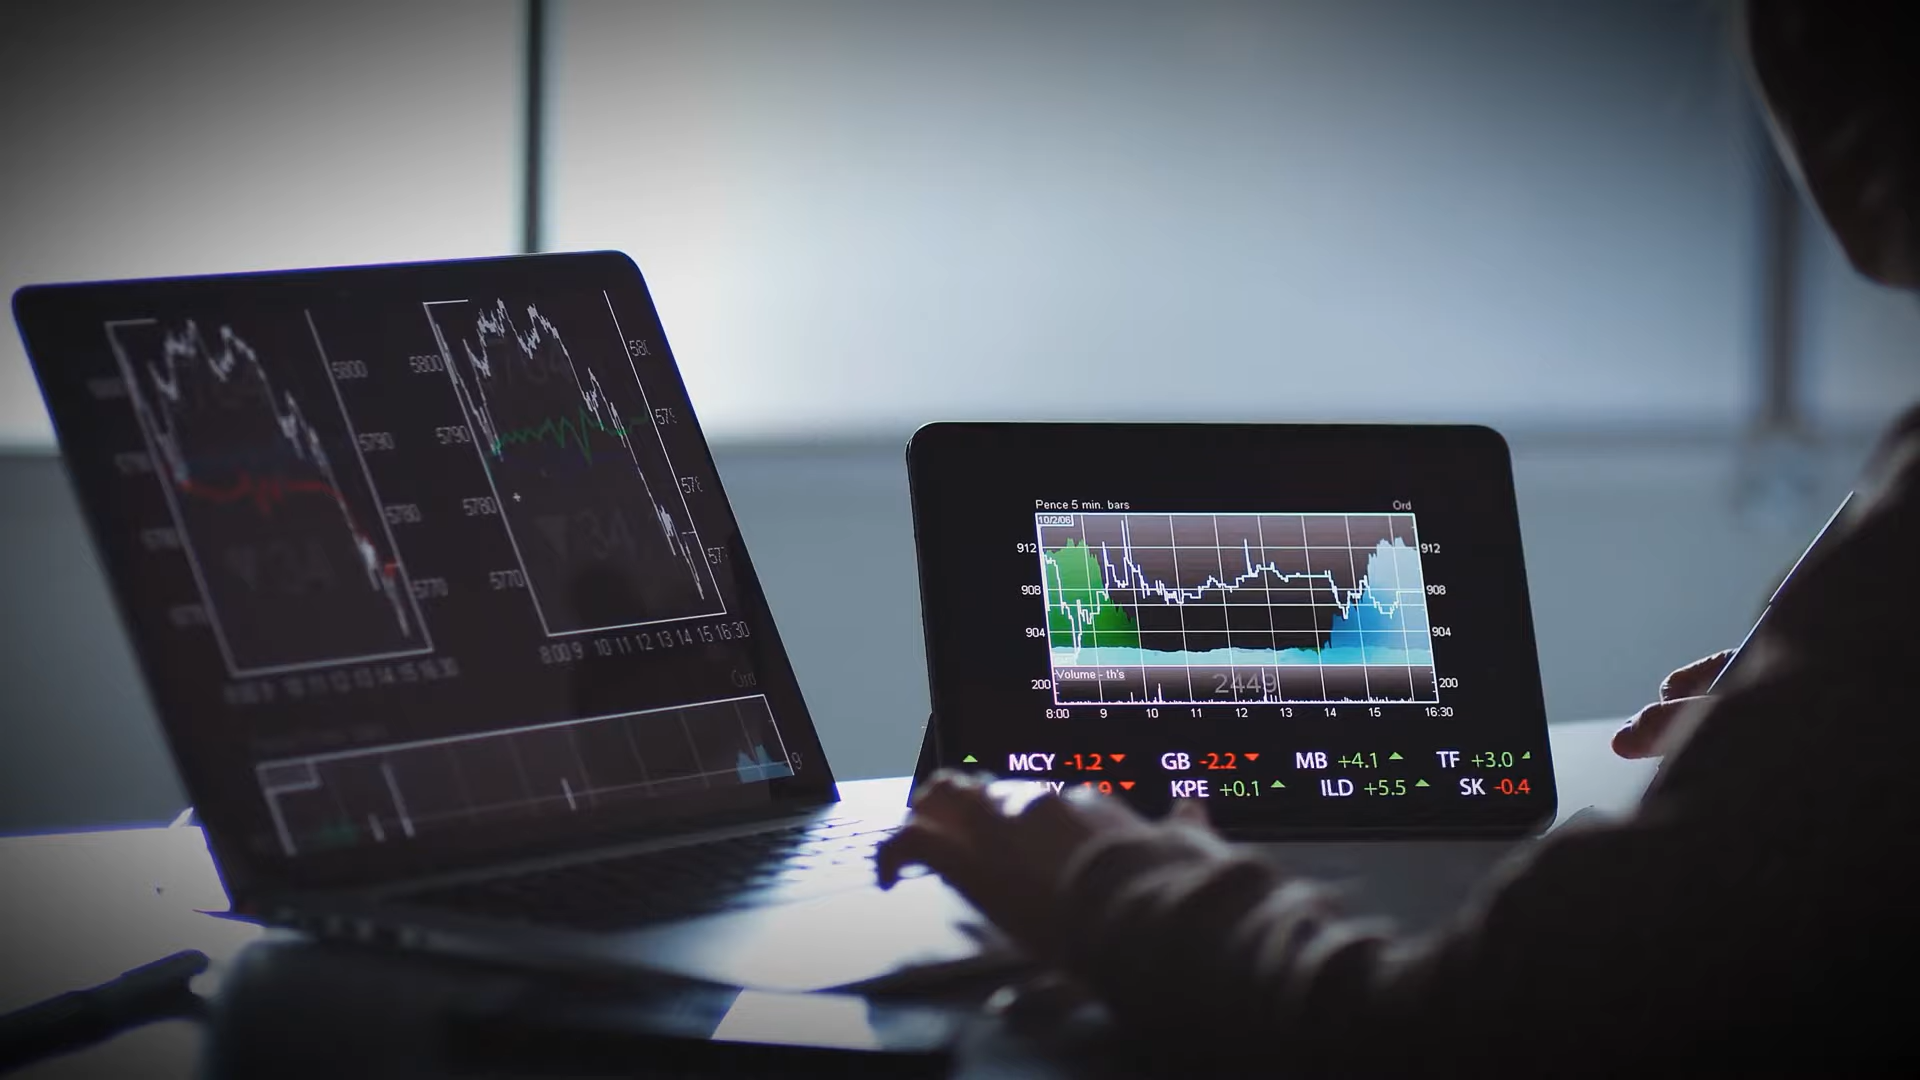 5800
5790
5780
5770
5800
5790
5780
5770
8:00 9 10 11 12 13 14 15 16:30
Ord
Pence 5 min. bars
Ord
10/2/06
912
908
904
912
908
904
Volume - th's
2449
200
200
8:00 9 10 11 12 13 14 15 16:30
MCY -1.2 GB -2.2 MB +4.1 TF +3.0
KPE +0.1 ILD +5.5 SK -0.4